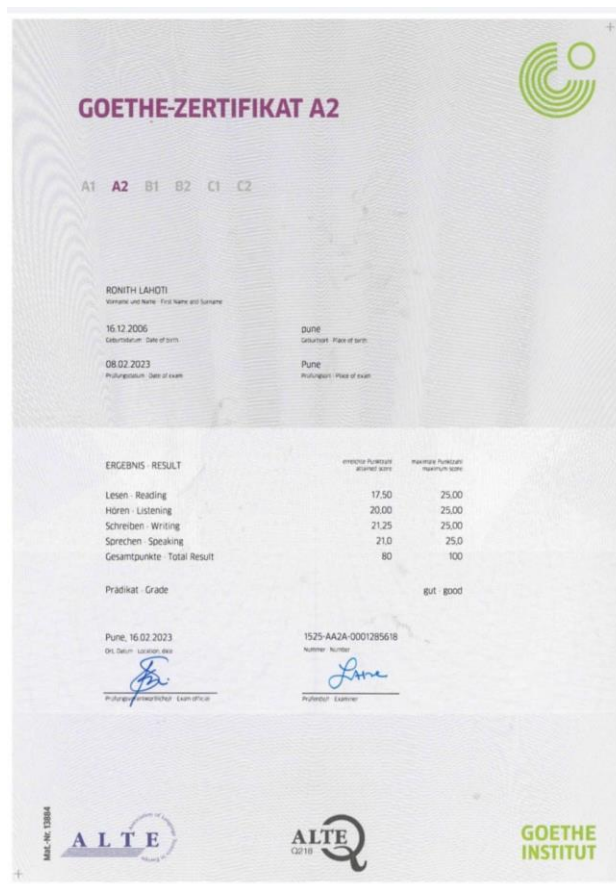 GOETHE-ZERTIFIKAT A2
A1 A2 B1 B2 C1 C2
RONITH LAHOTI
Vorname und Name · First Name and Surname
16.12.2006 pune
Geburtsdatum · Date of birth Geburtsort · Place of birth
08.02.2023 Pune
Prüfungsdatum · Date of exam Prüfungsort · Place of exam
ERGEBNIS · RESULT erreichte Punktzahl maximale Punktzahl
attained score maximum score
Lesen · Reading 17,50 25,00
Hören · Listening 20,00 25,00
Schreiben · Writing 21,25 25,00
Sprechen · Speaking 21,0 25,0
Gesamtpunkte · Total Result 80 100
Prädikat · Grade gut · good
Pune, 16.02.2023 1525-AA2A-0001285618
Ort, Datum · Location, date Nummer · Number
Exam official Examiner
Mat.-Nr. 13884
ALTE
ALTE
Q216
GOETHE
INSTITUT